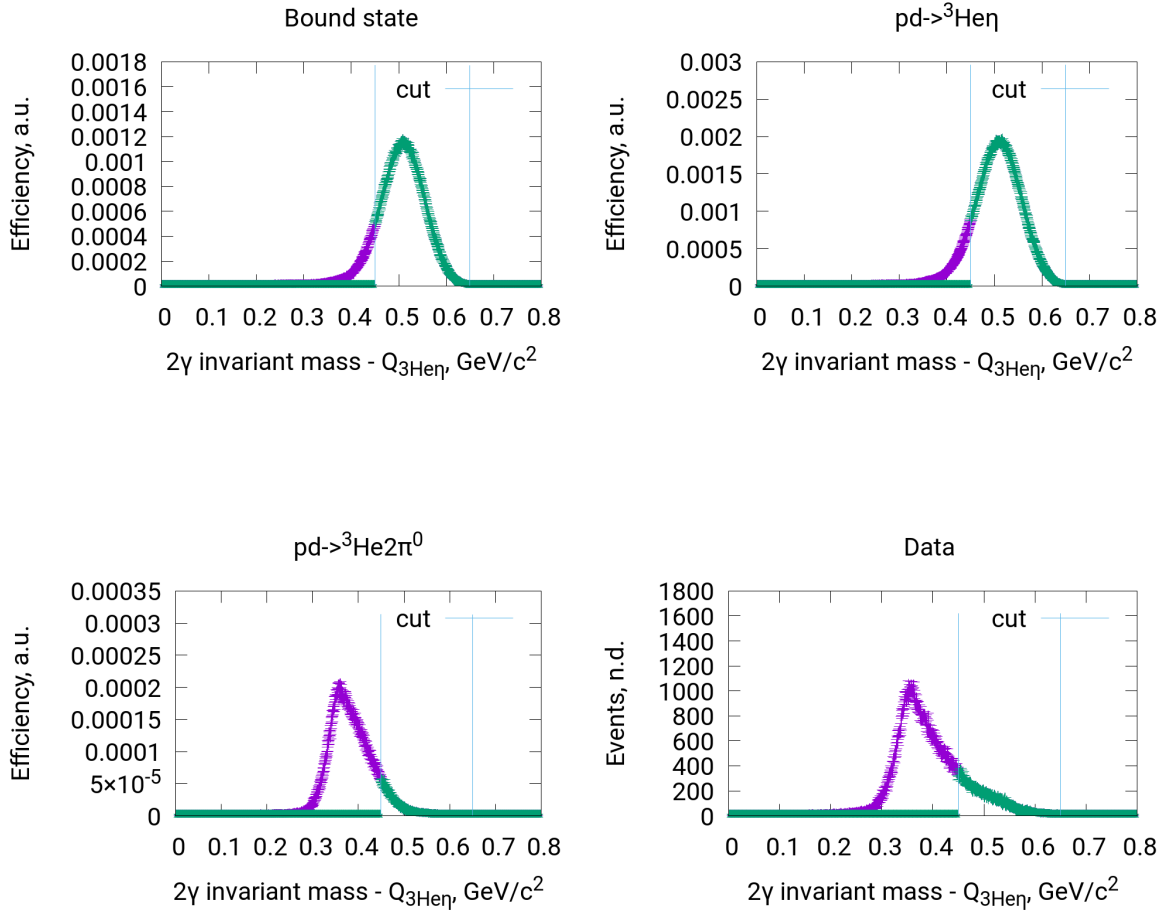 Bound state
0.0018
0.0016
0.0014
0.0012
0.001
0.0008
0.0006
0.0004
0.0002
0
Efficiency, a.u.
cut
0 0.1 0.2 0.3 0.4 0.5 0.6 0.7 0.8
2γ invariant mass - Q3Heη, GeV/c2
pd->3Heη
0.003
0.0025
0.002
0.0015
0.001
0.0005
0
Efficiency, a.u.
cut
0 0.1 0.2 0.3 0.4 0.5 0.6 0.7 0.8
2γ invariant mass - Q3Heη, GeV/c2
pd->3He2π0
0.00035
0.0003
0.00025
0.0002
0.00015
0.0001
5×10-5
0
Efficiency, a.u.
cut
0 0.1 0.2 0.3 0.4 0.5 0.6 0.7 0.8
2γ invariant mass - Q3Heη, GeV/c2
Data
1800
1600
1400
1200
1000
800
600
400
200
0
Events, n.d.
cut
0 0.1 0.2 0.3 0.4 0.5 0.6 0.7 0.8
2γ invariant mass - Q3Heη, GeV/c2